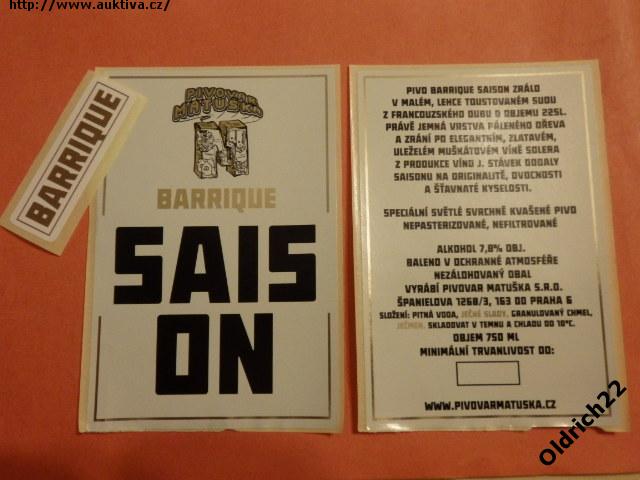 http://www.auktiva.cz/
BARRIQUE
PIVOVAR
MATUŠKA
BARRIQUE
SAIS
ON
PIVO BARRIQUE SAISON ZRÁLO
V MALÉM, LEHCE TOUSTOVANÉM SUDU
Z FRANCOUZSKÉHO DUBU O OBJEMU 225L.
PRÁVĚ JEMNÁ VRSTVA PÁLENÉHO DŘEVA
A ZRÁNÍ PO ELEGANTNÍM, ZLATAVÉM,
ULEŽELÉM MUŠKÁTOVÉM VÍNĚ SOLERA
Z PRODUKCE VÍNO J. STÁVEK DODALY
SAISONU NA ORIGINALITĚ, OVOCNOSTI
A ŠŤAVNATÉ KYSELOSTI.
SPECIÁLNÍ SVĚTLÉ SVRCHNĚ KVAŠENÉ PIVO
NEPASTERIZOVANÉ, NEFILTROVANÉ
ALKOHOL 7,8% OBJ.
BALENO V OCHRANNÉ ATMOSFÉŘE
NEZÁLOHOVANÝ OBAL
VYRÁBÍ PIVOVAR MATUŠKA S.R.O.
ŠPANIELOVA 1268/3, 163 00 PRAHA 6
SLOŽENÍ: PITNÁ VODA, JEČNÉ SLADY, GRANULOVANÝ CHMEL,
JEČMEN. SKLADOVAT V TEMNU A CHLADU DO 10°C.
OBJEM 750 ML
MINIMÁLNÍ TRVANLIVOST DO:
WWW.PIVOVARMATUSKA.CZ
Oldrich22